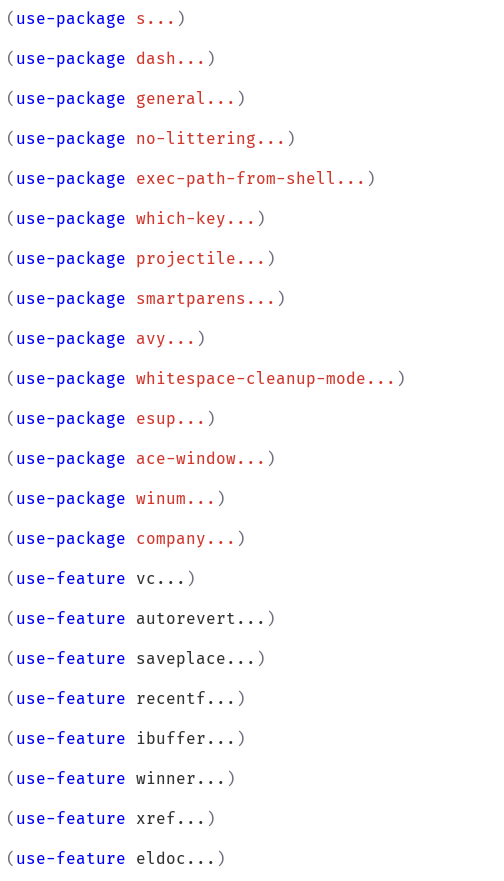 (use-package s...)
(use-package dash...)
(use-package general...)
(use-package no-littering...)
(use-package exec-path-from-shell...)
(use-package which-key...)
(use-package projectile...)
(use-package smartparens...)
(use-package avy...)
(use-package whitespace-cleanup-mode...)
(use-package esup...)
(use-package ace-window...)
(use-package winum...)
(use-package company...)
(use-feature vc...)
(use-feature autorevert...)
(use-feature saveplace...)
(use-feature recentf...)
(use-feature ibuffer...)
(use-feature winner...)
(use-feature xref...)
(use-feature eldoc...)